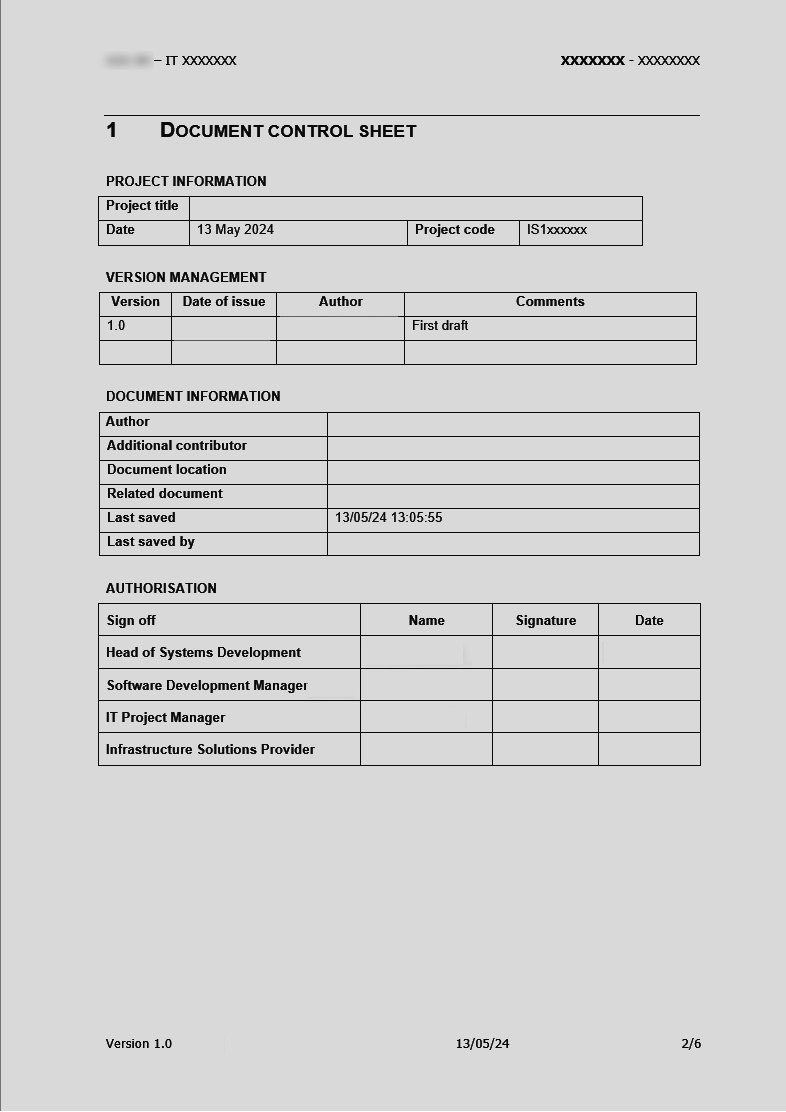 – IT XXXXXXX XXXXXXX - XXXXXXXX
1 DOCUMENT CONTROL SHEET
PROJECT INFORMATION
Project title
Date 13 May 2024 Project code IS1xxxxxx
VERSION MANAGEMENT
Version Date of issue Author Comments
1.0 First draft
DOCUMENT INFORMATION
Author
Additional contributor
Document location
Related document
Last saved 13/05/24 13:05:55
Last saved by
AUTHORISATION
Sign off Name Signature Date
Head of Systems Development
Software Development Manager
IT Project Manager
Infrastructure Solutions Provider
Version 1.0 13/05/24 2/6